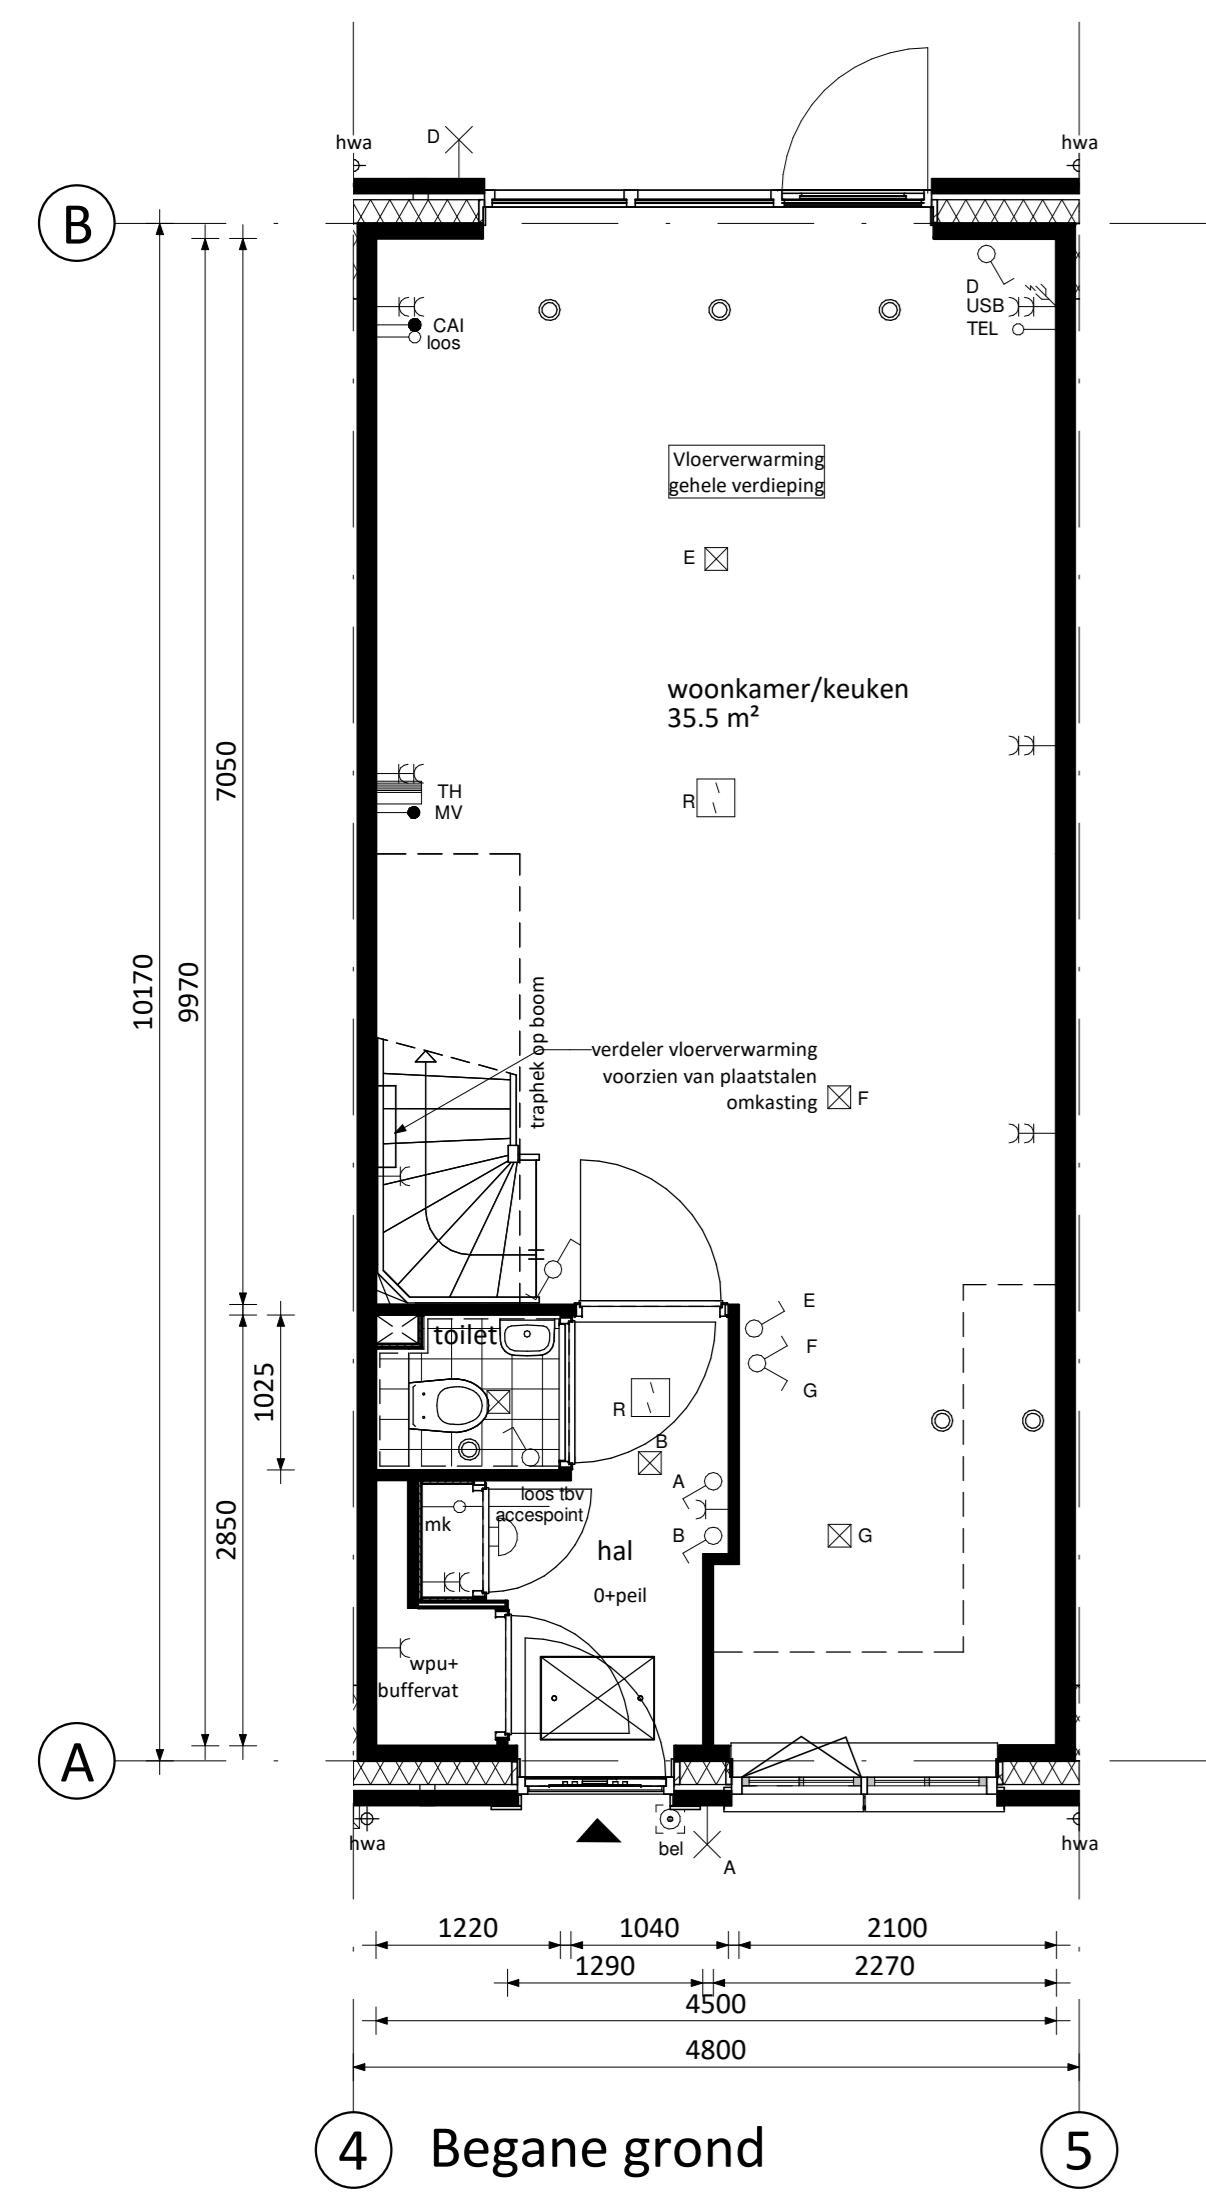 hwa
D
hwa
B
D
USB
TEL
CAI
loos
Vloerverwarming
gehele verdieping
E
woonkamer/keuken
35.5 m²
7050
TH
MV
R
10170
9970
traphek op boom
verdeler vloerverwarming
voorzien van plaatstalen
omkasting
F
E
toilet
F
1025
G
R
B
A
loos tbv
accespoint
mk
B
G
2850
hal
0+peil
wpu+
buffervat
A
hwa
bel
hwa
A
1220
1040
2100
1290
2270
4500
4800
4
Begane grond
5